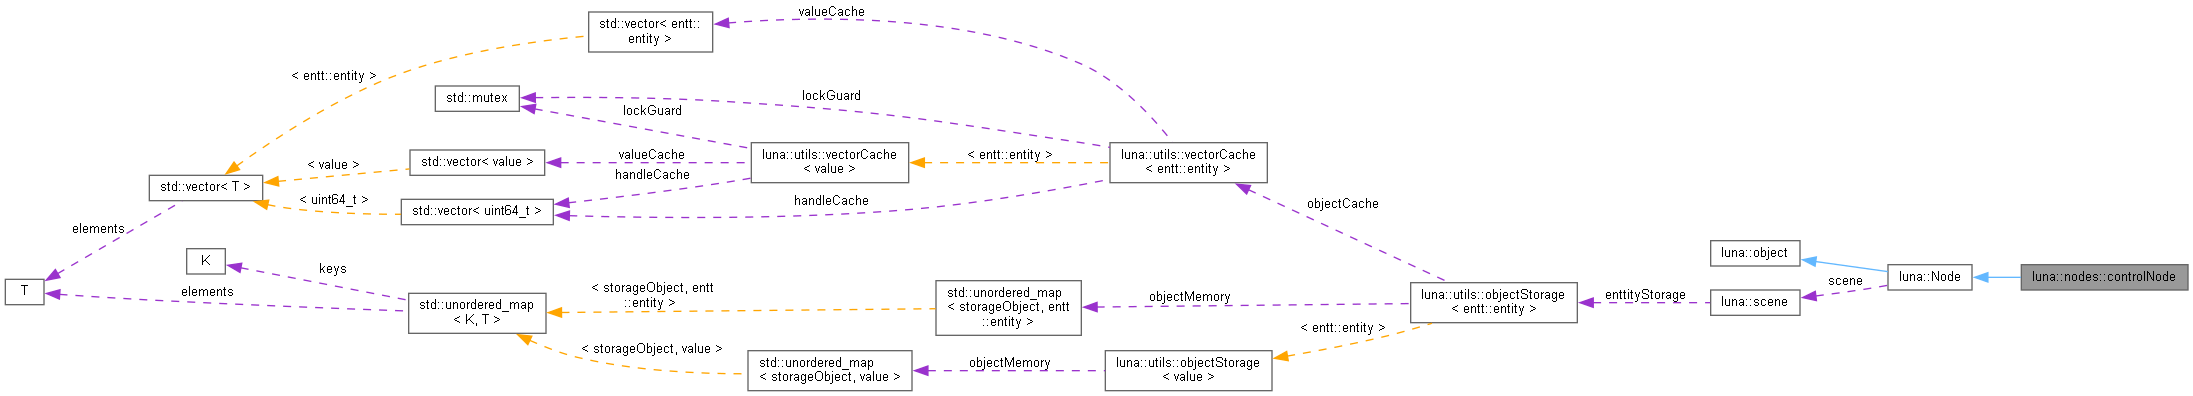 valueCache
std::vector< entt::
entity >
< entt::entity >
std::mutex
lockGuard
lockGuard
std::vector< value >
valueCache
luna::utils::vectorCache
< value >
< entt::entity >
luna::utils::vectorCache
< entt::entity >
< value >
handleCache
std::vector< T >
< uint64_t >
std::vector< uint64_t >
handleCache
objectCache
elements
K
keys
T
elements
std::unordered_map
< K, T >
< storageObject, entt
::entity >
std::unordered_map
< storageObject, entt
::entity >
objectMemory
luna::utils::objectStorage
< entt::entity >
enttityStorage
luna::object
luna::scene
scene
luna::Node
luna::nodes::controlNode
< storageObject, value >
std::unordered_map
< storageObject, value >
objectMemory
luna::utils::objectStorage
< value >
< entt::entity >